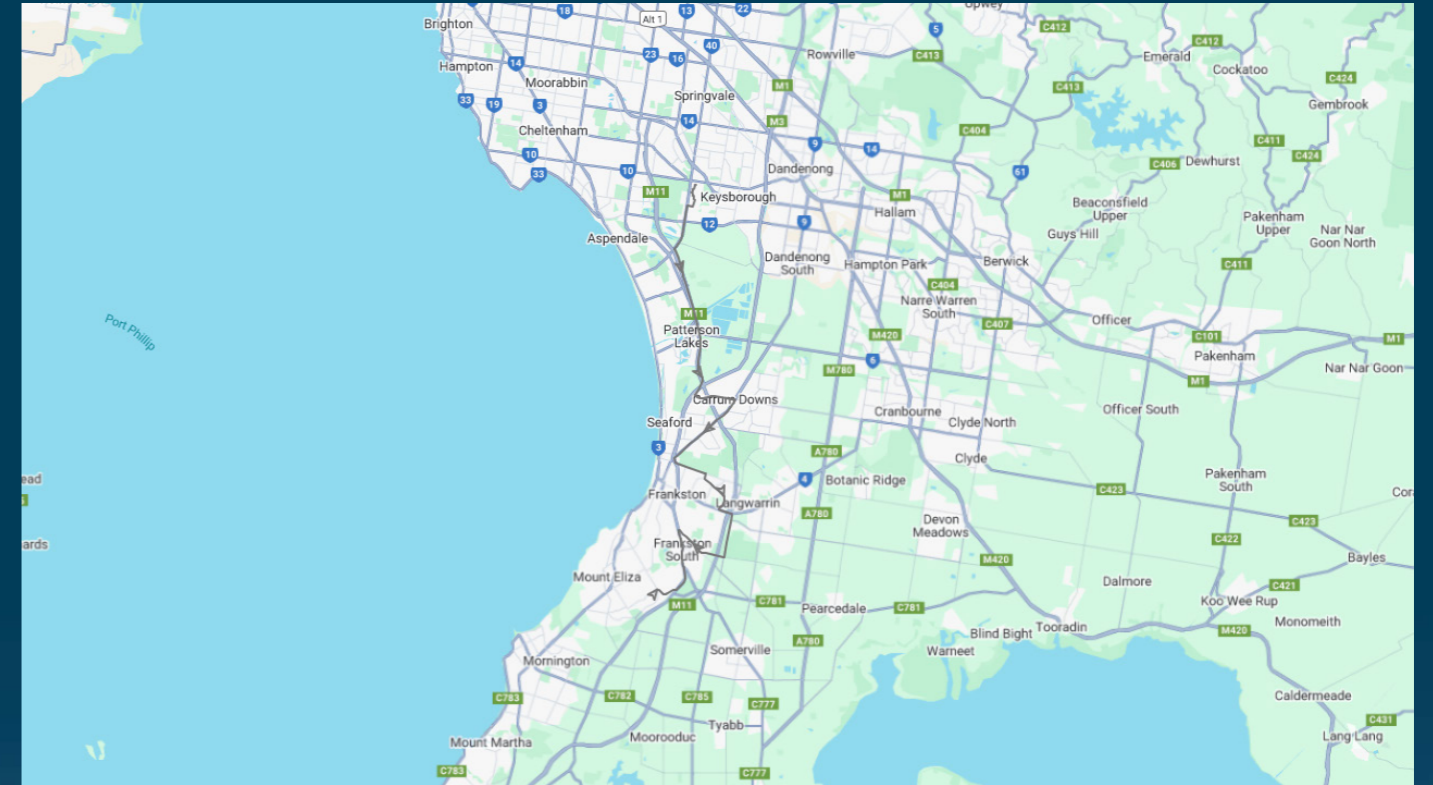 Brighton
18
Alt 1
13
22
Upwey
C412
Hampton
14
Moorabbin
23
16
40
Rowville
5
C413
Emerald
C412
Cockatoo
C424
33
19
3
Springvale
M1
C413
Gembrook
Cheltenham
14
M3
C404
C411
10
33
10
9
14
61
C406
Dewhurst
C424
Dandenong
M11
Keysborough
M1
Hallam
Beaconsfield
Upper
Pakenham
Upper
Nar Nar
Goon North
Aspendale
12
9
Guys Hill
Dandenong
South
Hampton Park
Berwick
C411
C404
Narre Warren
South
C407
Port Phillip
M11
Patterson
Lakes
M420
Officer
C101
Pakenham
M1
6
M780
M1
Nar Nar Goon
Carrum Downs
Seaford
Cranbourne
Clyde North
Officer South
3
A780
Clyde
ead
Frankston
Langwarrin
4
Botanic Ridge
Pakenham
South
C423
Cor
ards
A780
Devon
Meadows
C423
C422
Frankston
South
M420
Bayles
Mount Eliza
Dalmore
C421
M11
C781
Pearcedale
C781
Koo Wee Rup
Monomeith
A780
Blind Bight
Tooradin
M420
Mornington
Somerville
Warneet
C783
C782
C785
C777
Caldermeade
Tyabb
C431
Mount Martha
Moorooduc
Lang Lang
C783
C777